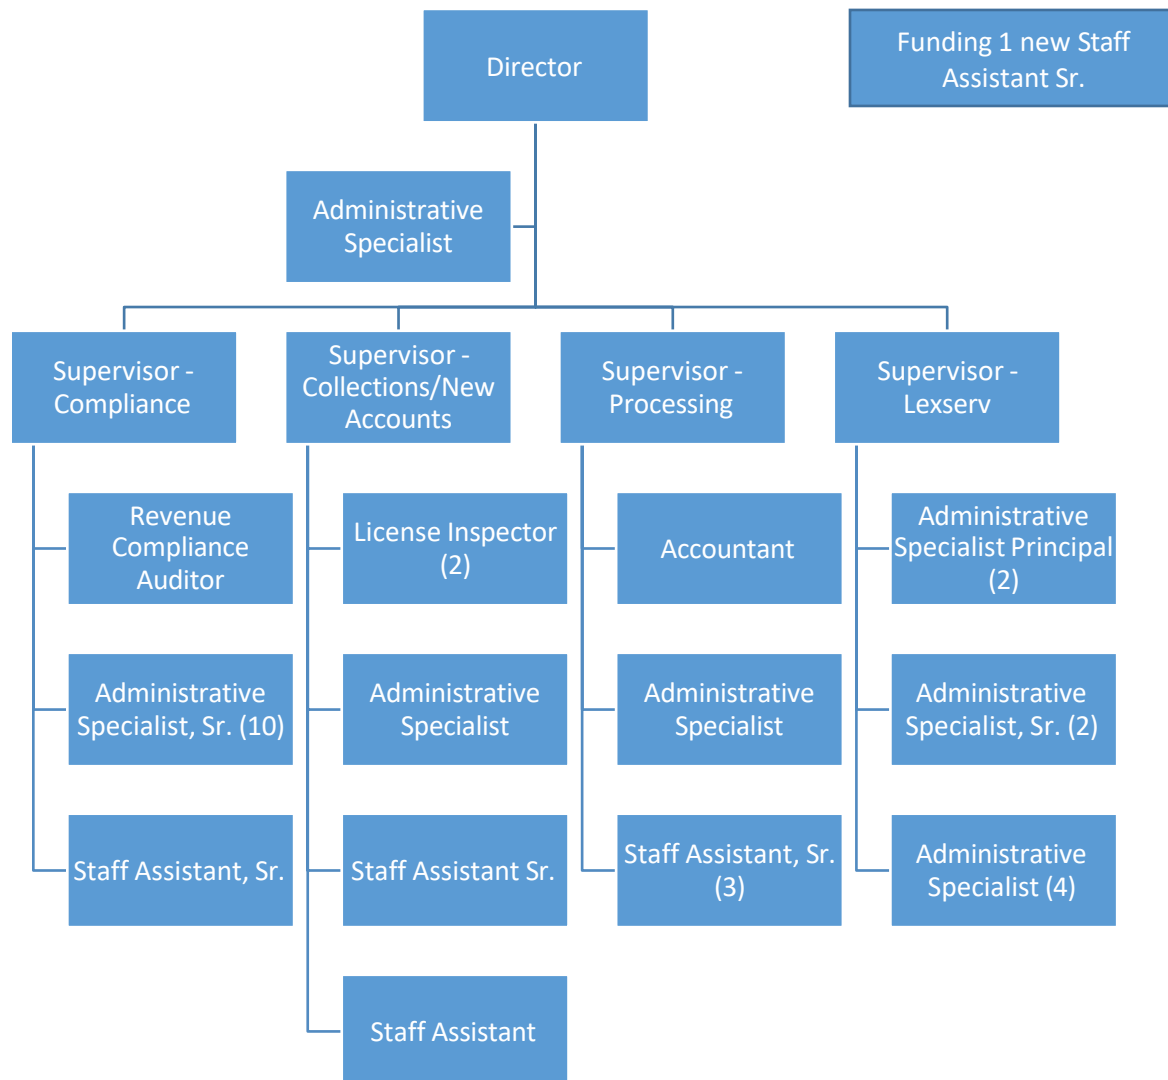 Director
Funding 1 new Staff
Assistant Sr.
Administrative
Specialist
Supervisor -
Compliance
Supervisor -
Collections/New
Accounts
Supervisor -
Processing
Supervisor -
Lexserv
Revenue
Compliance
Auditor
License Inspector
(2)
Accountant
Administrative
Specialist Principal
(2)
Administrative
Specialist, Sr. (10)
Administrative
Specialist
Administrative
Specialist
Administrative
Specialist, Sr. (2)
Staff Assistant, Sr.
Staff Assistant Sr.
Staff Assistant, Sr.
(3)
Administrative
Specialist (4)
Staff Assistant